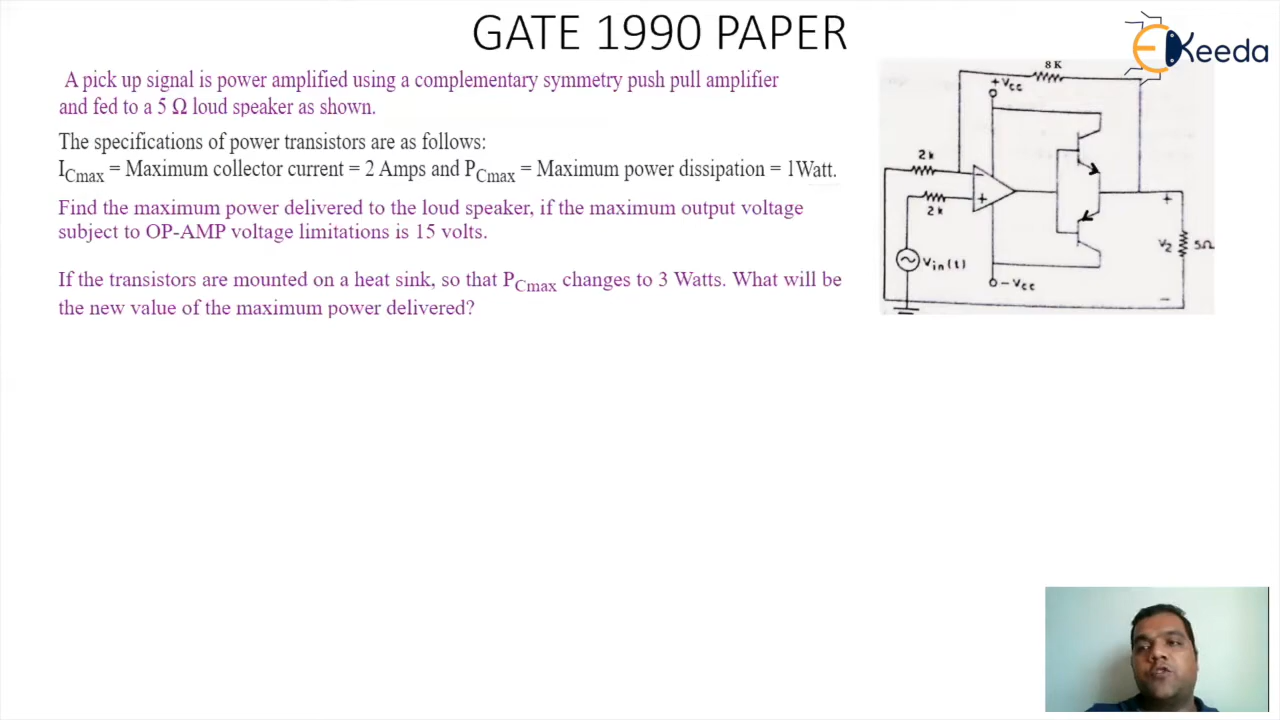 GATE 1990 PAPER
EKeeda
A pick up signal is power amplified using a complementary symmetry push pull amplifier
and fed to a 5 Ω loud speaker as shown.
The specifications of power transistors are as follows:
I_Cmax = Maximum collector current = 2 Amps and P_Cmax = Maximum power dissipation = 1Watt.
Find the maximum power delivered to the loud speaker, if the maximum output voltage
subject to OP-AMP voltage limitations is 15 volts.
If the transistors are mounted on a heat sink, so that P_Cmax changes to 3 Watts. What will be
the new value of the maximum power delivered?
8 K
+Vcc
2k
−
+
2k
+
V2 5Ω
Vin(t)
−Vcc
−